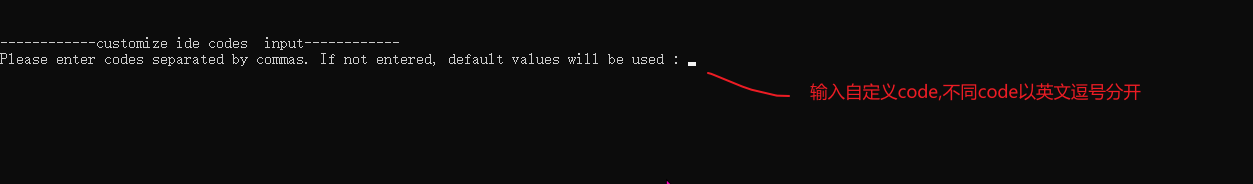 ------------customize ide codes  input------------
Please enter codes separated by commas. If not entered, default values will be used :
输入自定义code,不同code以英文逗号分开